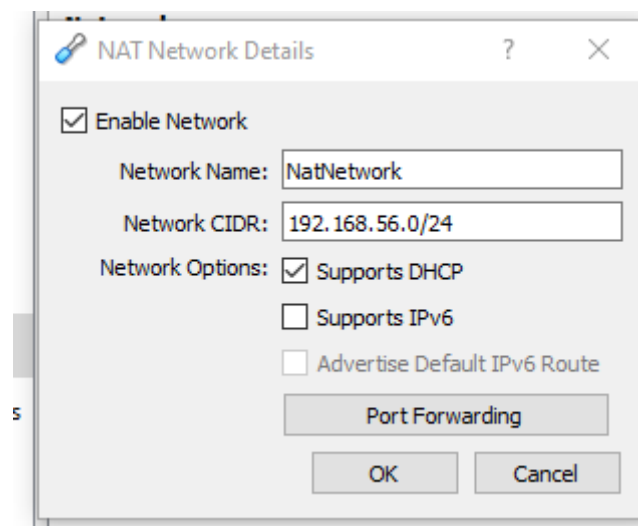 NAT Network Details ? ×
Enable Network
Network Name: NatNetwork
Network CIDR: 192.168.56.0/24
Network Options: Supports DHCP
Supports IPv6
Advertise Default IPv6 Route
Port Forwarding
s
OK Cancel